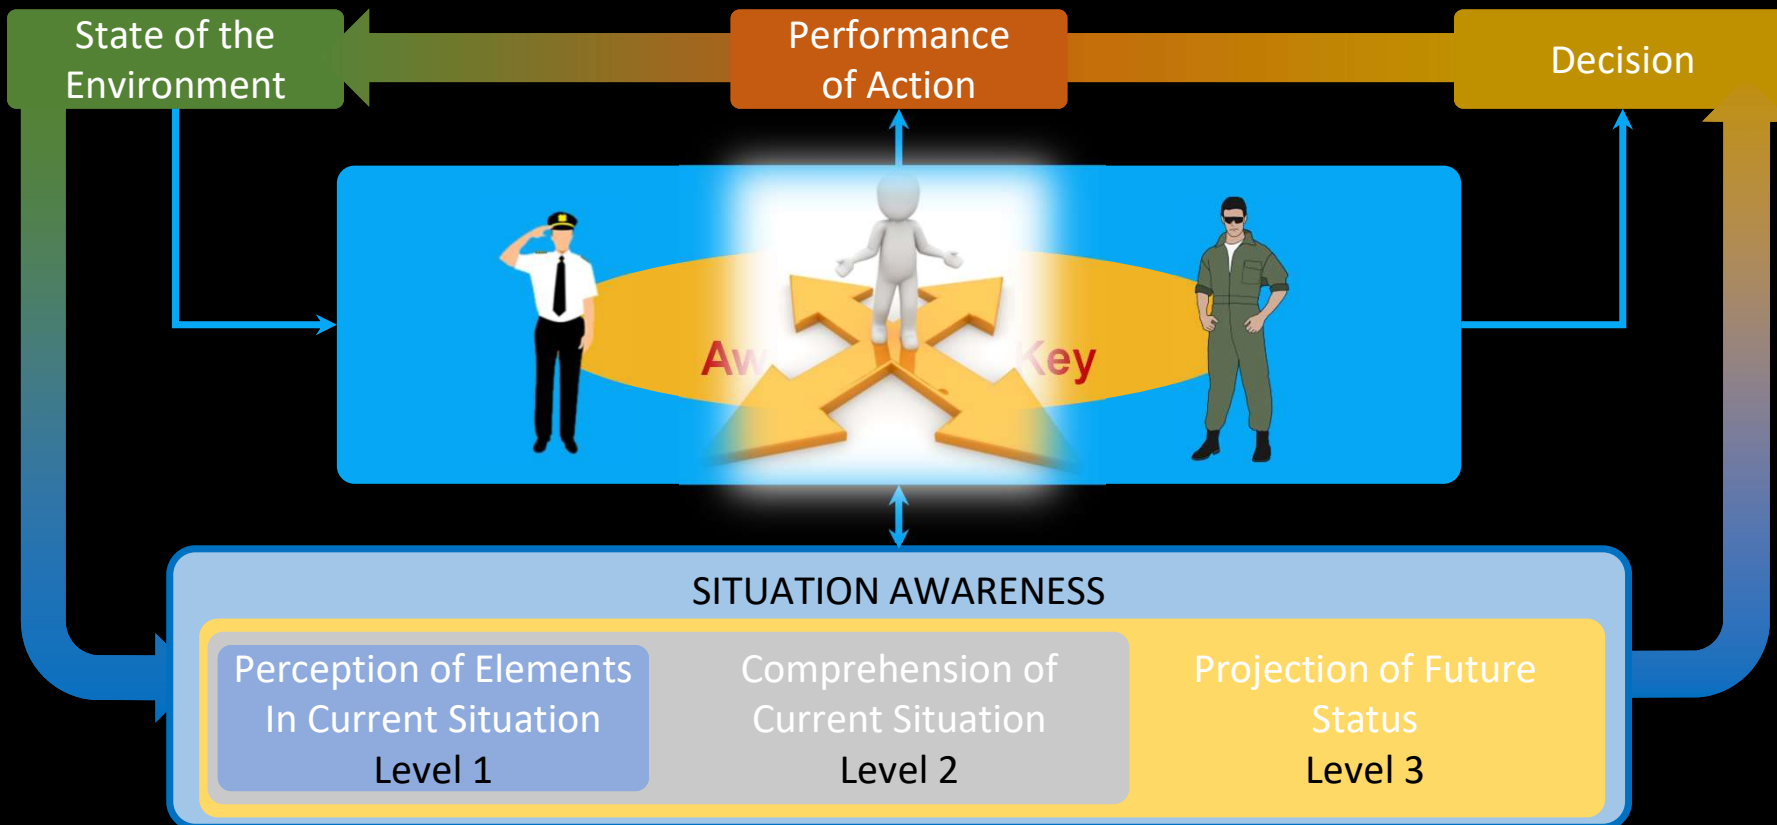 State of the
Environment
Performance
of Action
Decision
Key
SITUATION AWARENESS
Perception of Elements
In Current Situation
Level 1
Comprehension of
Current Situation
Level 2
Projection of Future
Status
Level 3